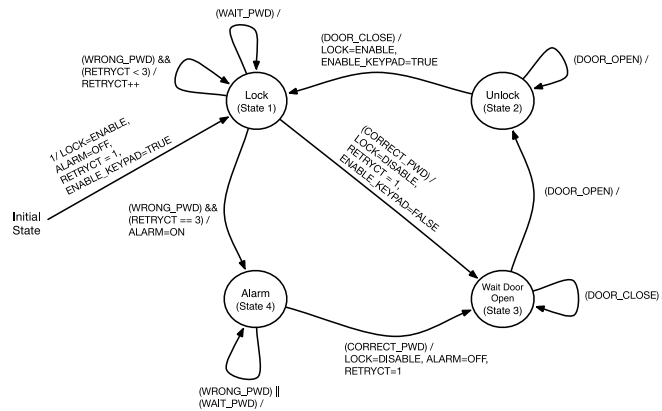 (WAIT_PWD) /
(WRONG_PWD) &&
(RETRYCT < 3) /
RETRYCT++
(DOOR_CLOSE) /
LOCK=ENABLE,
ENABLE_KEYPAD=TRUE
(DOOR_OPEN) /
Lock
(State 1)
Unlock
(State 2)
1/ LOCK=ENABLE,
ALARM=OFF,
RETRYCT = 1,
ENABLE_KEYPAD=TRUE
(CORRECT_PWD) /
LOCK=DISABLE,
RETRYCT = 1,
ENABLE_KEYPAD=FALSE
(DOOR_OPEN) /
Initial
State
(WRONG_PWD) &&
(RETRYCT == 3) /
ALARM=ON
Alarm
(State 4)
Wait Door
Open
(State 3)
(DOOR_CLOSE)
(CORRECT_PWD) /
LOCK=DISABLE, ALARM=OFF,
RETRYCT=1
(WRONG_PWD) ||
(WAIT_PWD) /